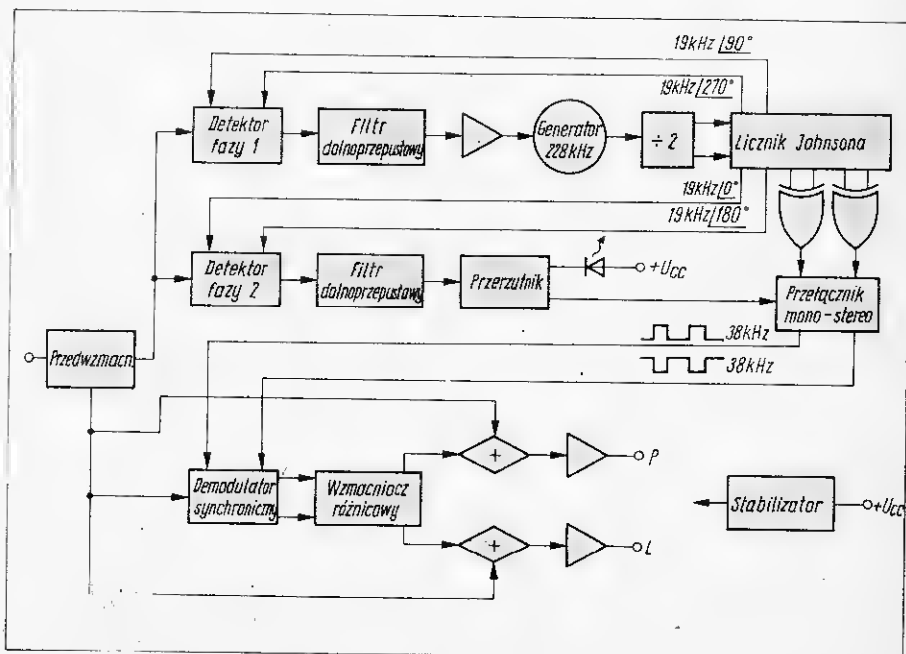 19kHz/90°
19kHz/270°
Detektor
fazy 1
Filtr
dolnoprzepustowy
Generator
228kHz
÷ 2
Licznik Johnsona
19kHz/0°
19kHz/180°
Detektor
fazy 2
Filtr
dolnoprzepustowy
Przerzutnik
+UCC
Przełącznik
mono-stereo
Przedwzmacn.
38kHz
38kHz
Demodulator
synchroniczny
Wzmacniacz
różnicowy
+
P
+
L
Stabilizator
+UCC